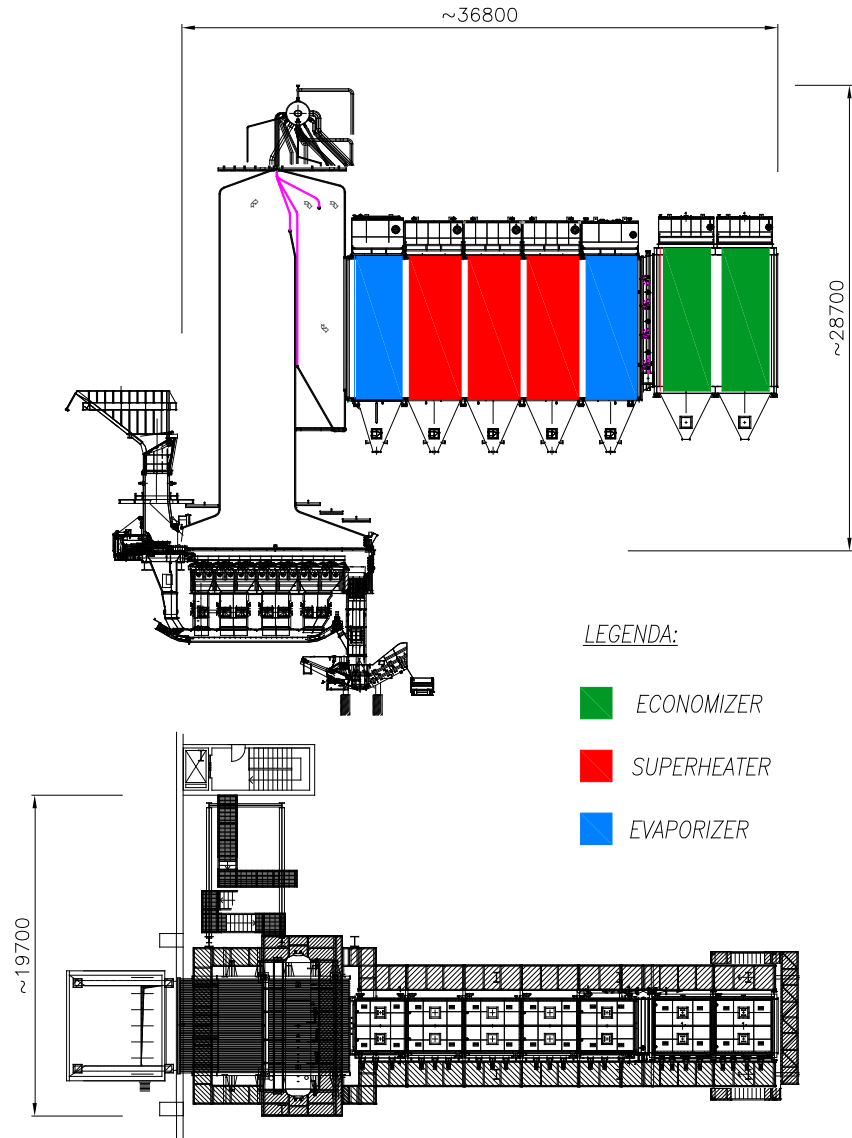 ~36800
~28700
LEGENDA:
ECONOMIZER
SUPERHEATER
EVAPORIZER
~19700